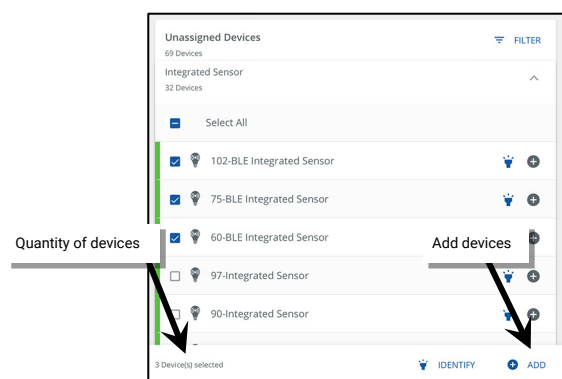 Unassigned Devices
69 Devices
FILTER
Integrated Sensor
32 Devices
Select All
102-BLE Integrated Sensor
75-BLE Integrated Sensor
60-BLE Integrated Sensor
Quantity of devices
Add devices
97-Integrated Sensor
90-Integrated Sensor
3 Device(s) selected
IDENTIFY
ADD